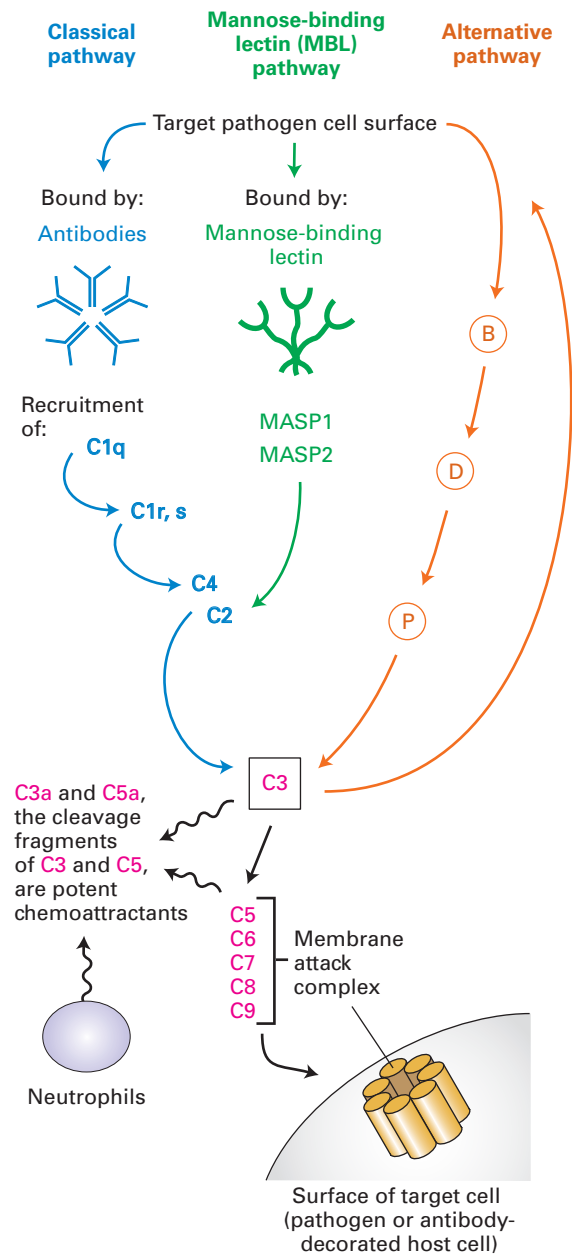 Classical
pathway
Mannose-binding
lectin (MBL)
pathway
Alternative
pathway
Target pathogen cell surface
Bound by:
Antibodies
Bound by:
Mannose-binding
lectin
B
Recruitment
of:
C1q
MASP1
MASP2
D
C1r, s
C4
C2
P
C3
C3a and C5a,
the cleavage
fragments
of C3 and C5,
are potent
chemoattractants
C5
C6
C7
C8
C9
Membrane
attack
complex
Neutrophils
Surface of target cell
(pathogen or antibody-
decorated host cell)